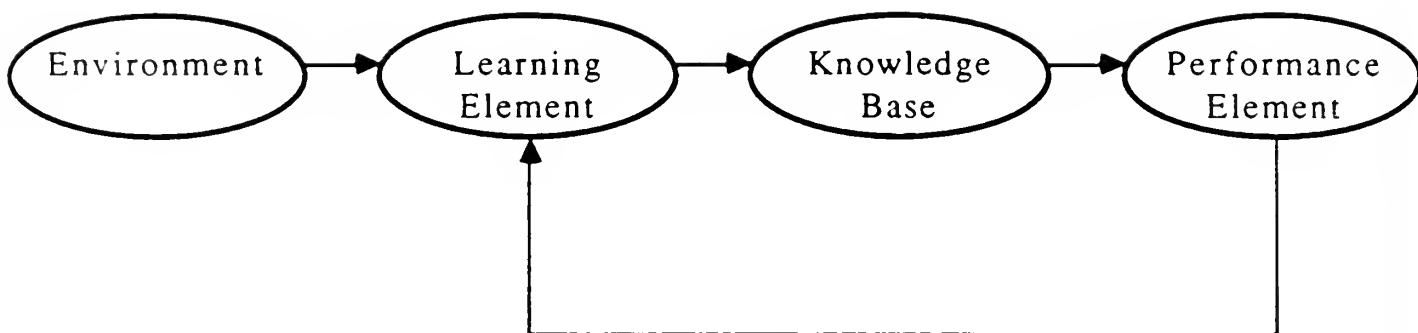 Environment
Learning
Element
Knowledge
Base
Performance
Element